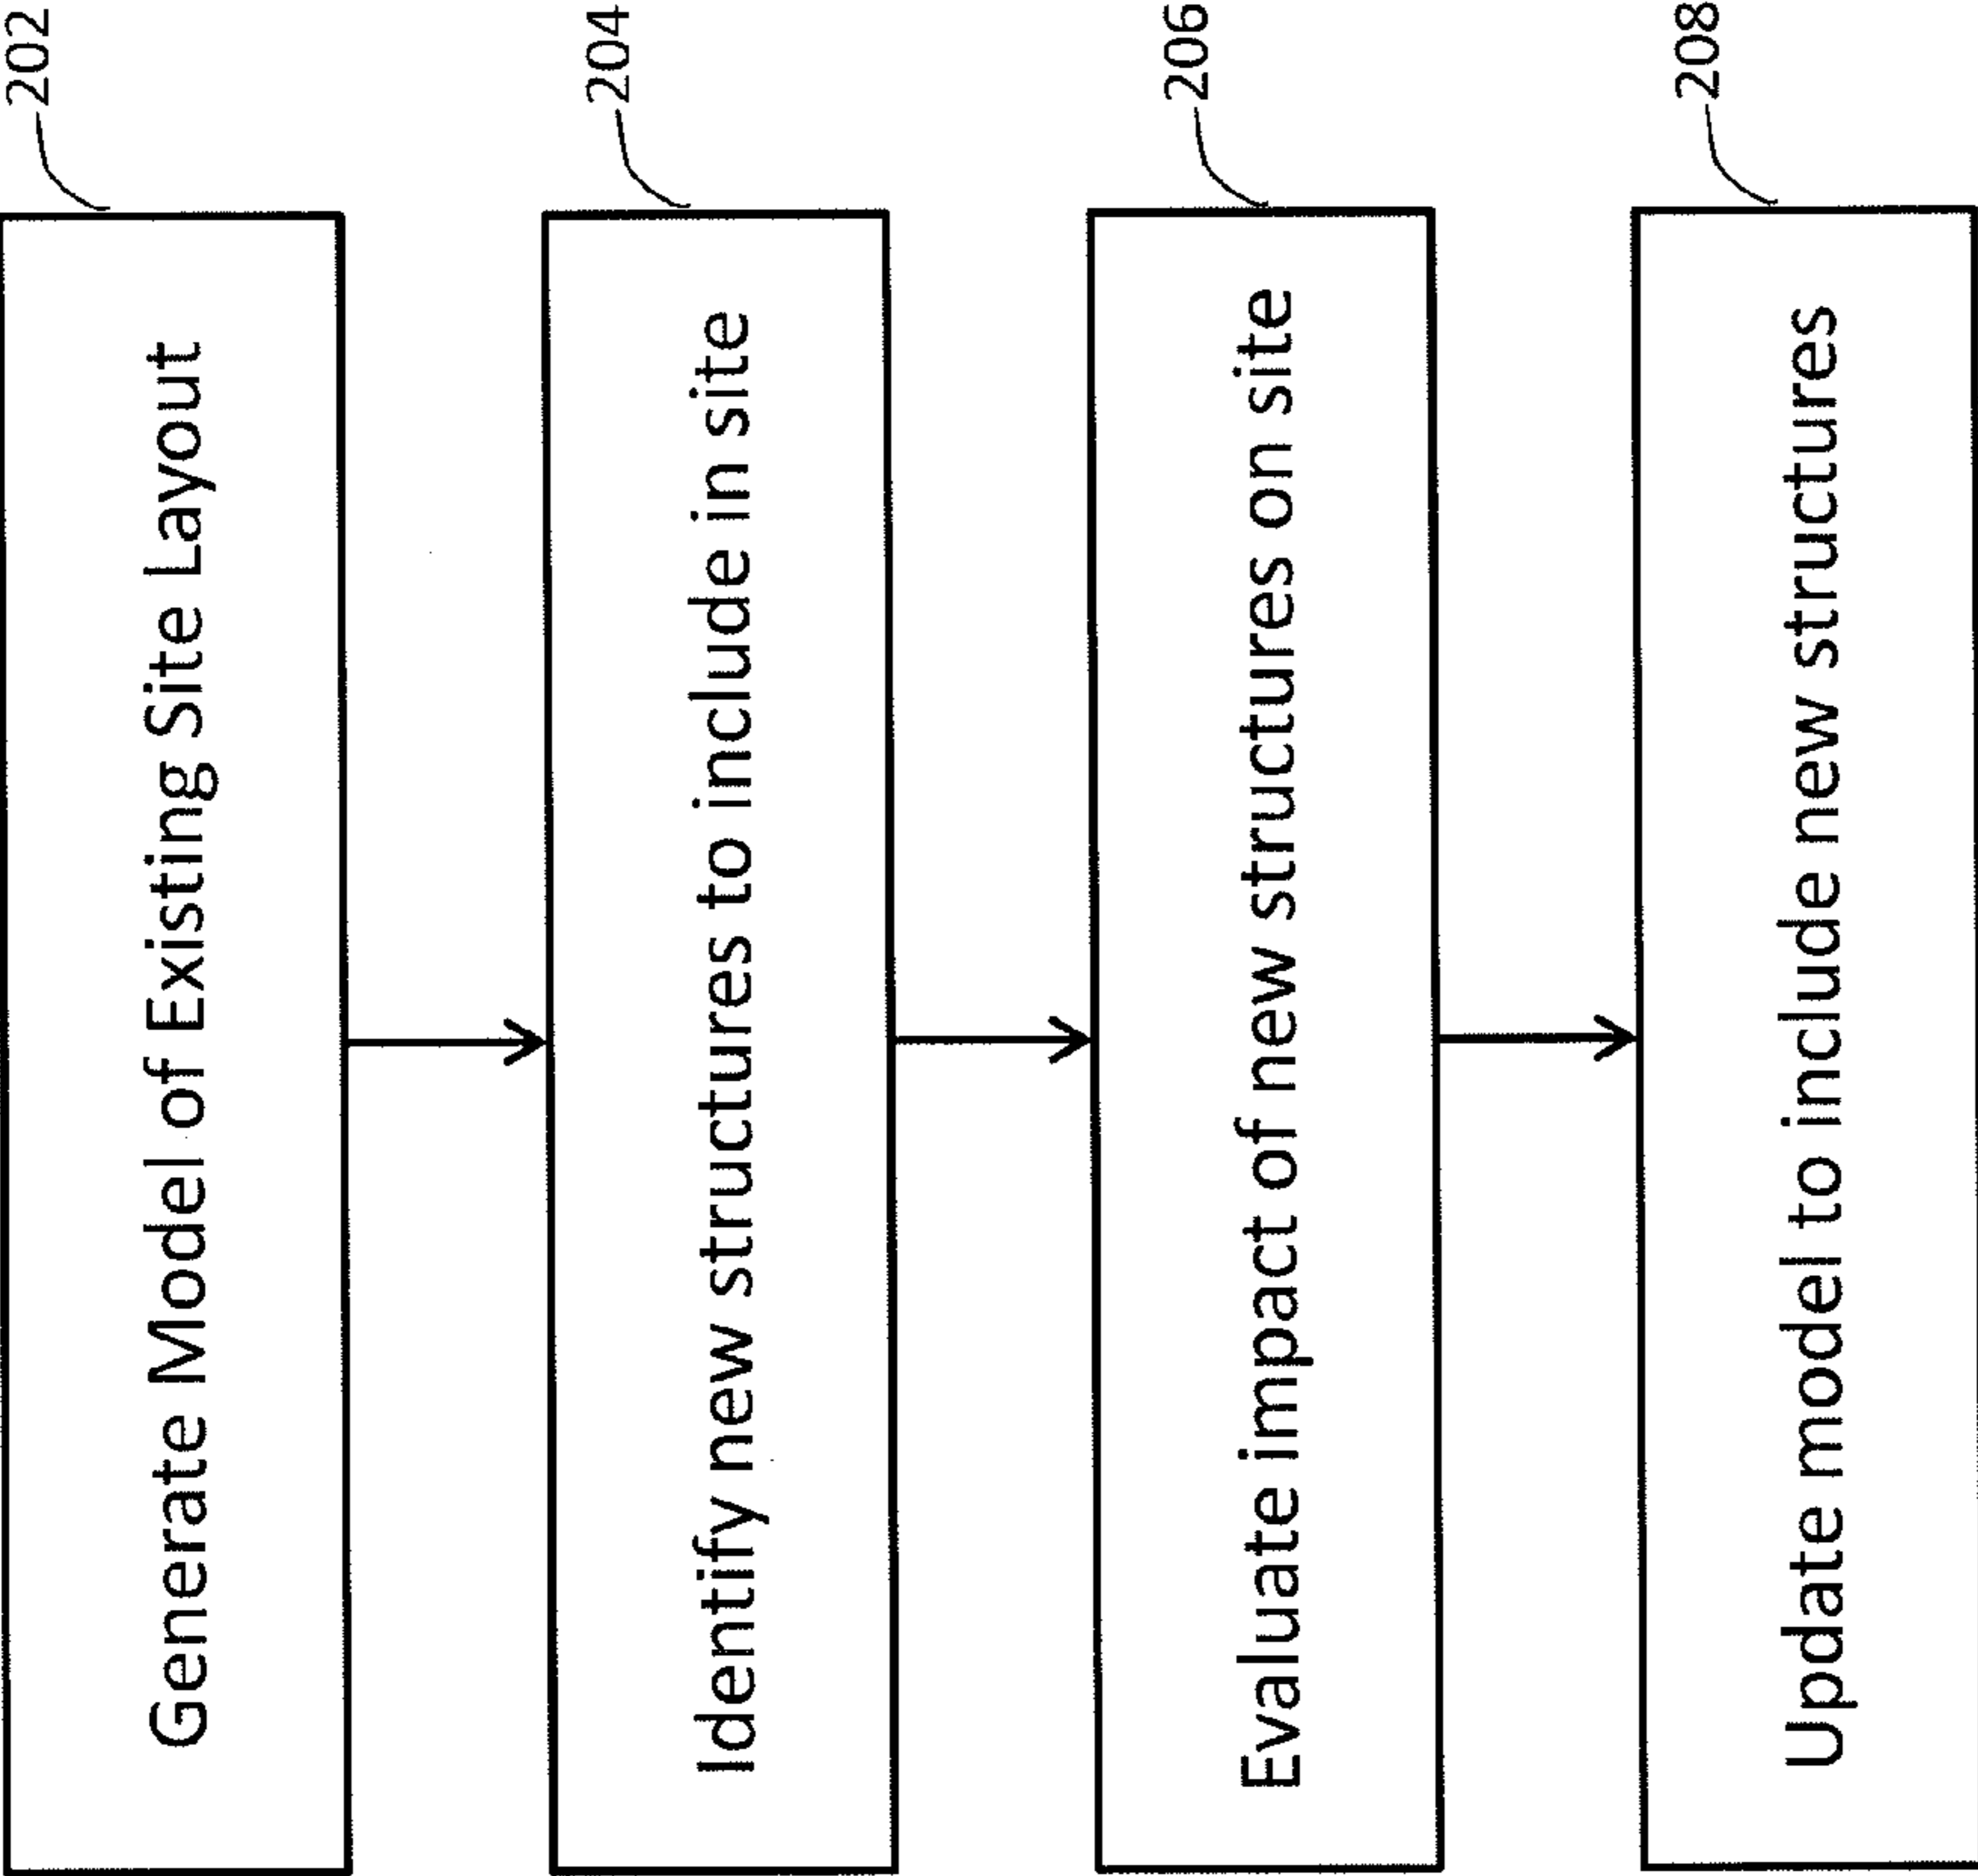 202
Generate Model of Existing Site Layout
204
Identify new structures to include in site
206
Evaluate impact of new structures on site
208
Update model to include new structures